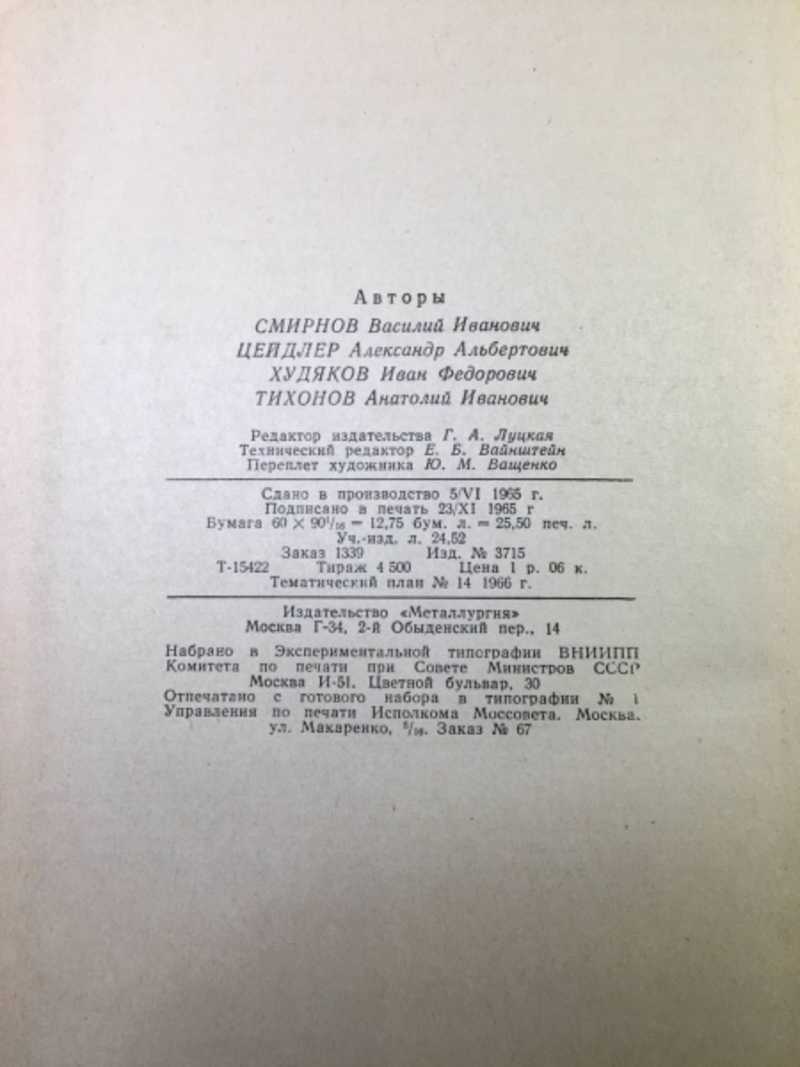 Авторы
СМИРНОВ Василий Иванович
ЦЕЙДЛЕР Александр Альбертович
ХУДЯКОВ Иван Федорович
ТИХОНОВ Анатолий Иванович
Редактор издательства Г. А. Луцкая
Технический редактор Е. Б. Вайнштейн
Переплет художника Ю. М. Ващенко
Сдано в производство 5/VI 1965 г.
Подписано в печать 23/XI 1965 г
Бумага 60 × 90¹/₁₆ = 12,75 бум. л. = 25,50 печ. л.
Уч.-изд. л. 24,52
Заказ 1339 Изд. № 3715
Т-15422 Тираж 4 500 Цена 1 р. 06 к.
Тематический план № 14 1966 г.
Издательство «Металлургия»
Москва Г-34, 2-й Обыденский пер., 14
Набрано в Экспериментальной типографии ВНИИПП
Комитета по печати при Совете Министров СССР
Москва И-51, Цветной бульвар, 30
Отпечатано с готового набора в типографии № 1
Управления по печати Исполкома Моссовета. Москва.
ул. Макаренко, Заказ № 67